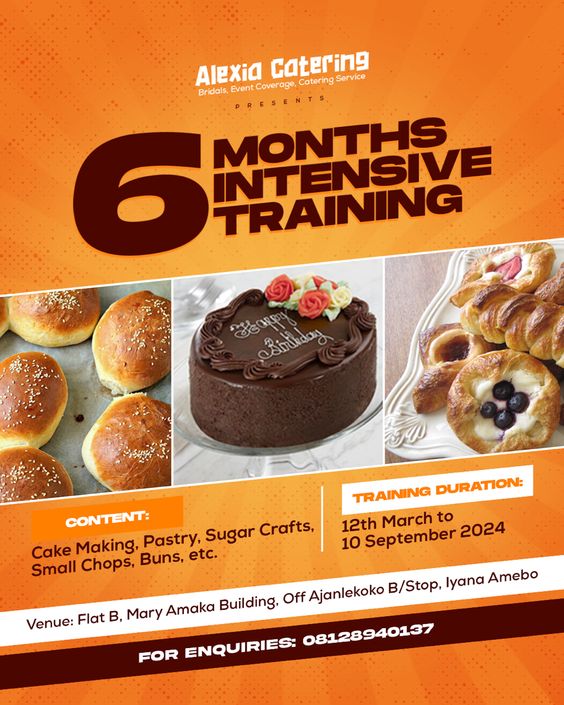 Alexia Catering
Bridals, Event Coverage, Catering Service
PRESENTS
6 MONTHS
INTENSIVE
TRAINING
Happy
Birthday
CONTENT:
Cake Making, Pastry, Sugar Crafts,
Small Chops, Buns, etc.
TRAINING DURATION:
12th March to
10 September 2024
Venue: Flat B, Mary Amaka Building, Off Ajanlekoko B/Stop, Iyana Amebo
FOR ENQUIRIES: 08128940137